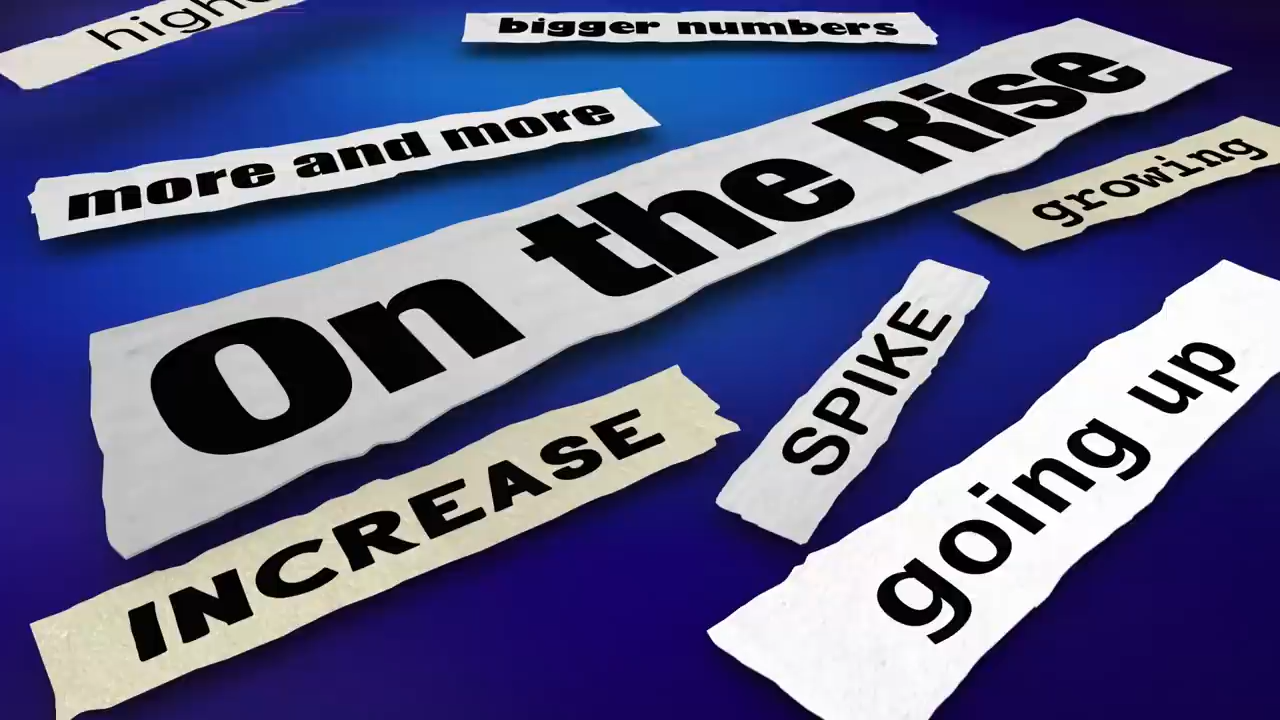 bigger numbers
more and more
On the Rise
growing
SPIKE
INCREASE
going up